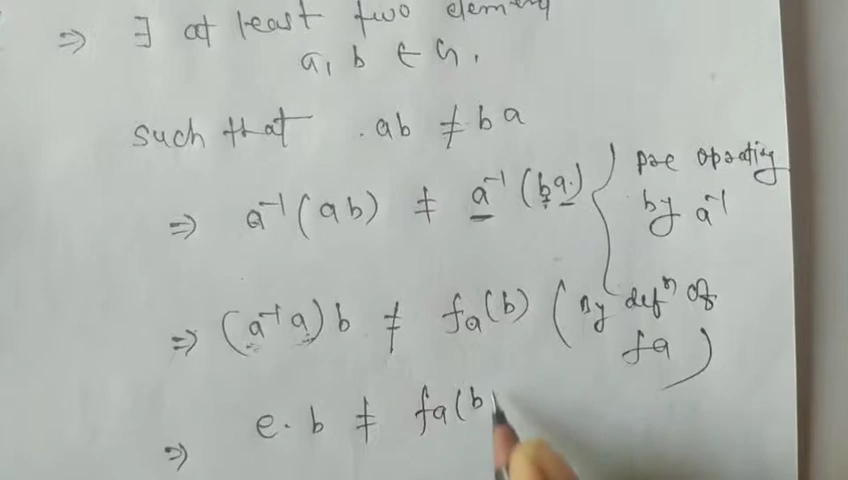 ⇒ ∃ at least two element
a, b ∈ G.
such that ab ≠ ba
⇒ a⁻¹(ab) ≠ a⁻¹(ba) } pre operating by a⁻¹
⇒ (a⁻¹a)b ≠ fa(b) (by defⁿ of fa)
⇒ e.b ≠ fa(b